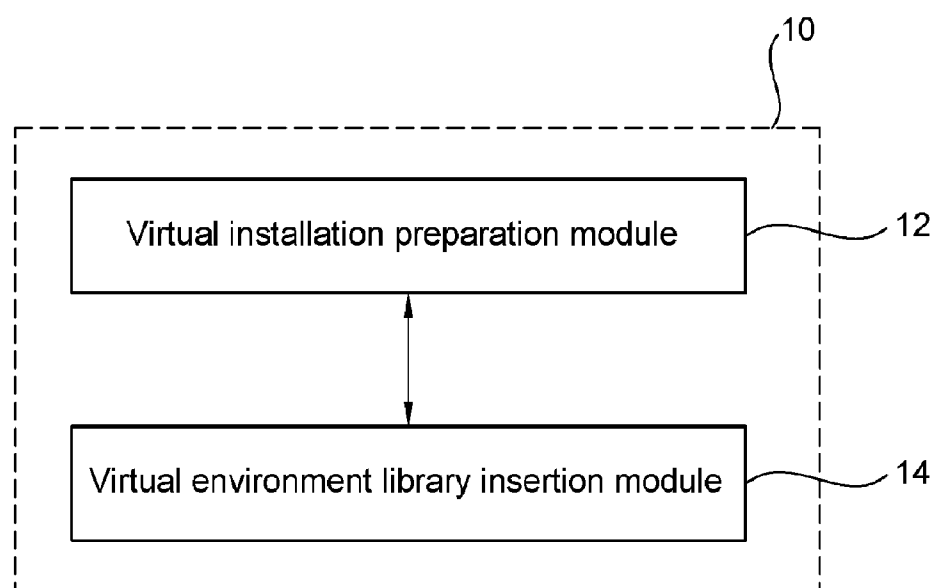 10
Virtual installation preparation module
12
Virtual environment library insertion module
14